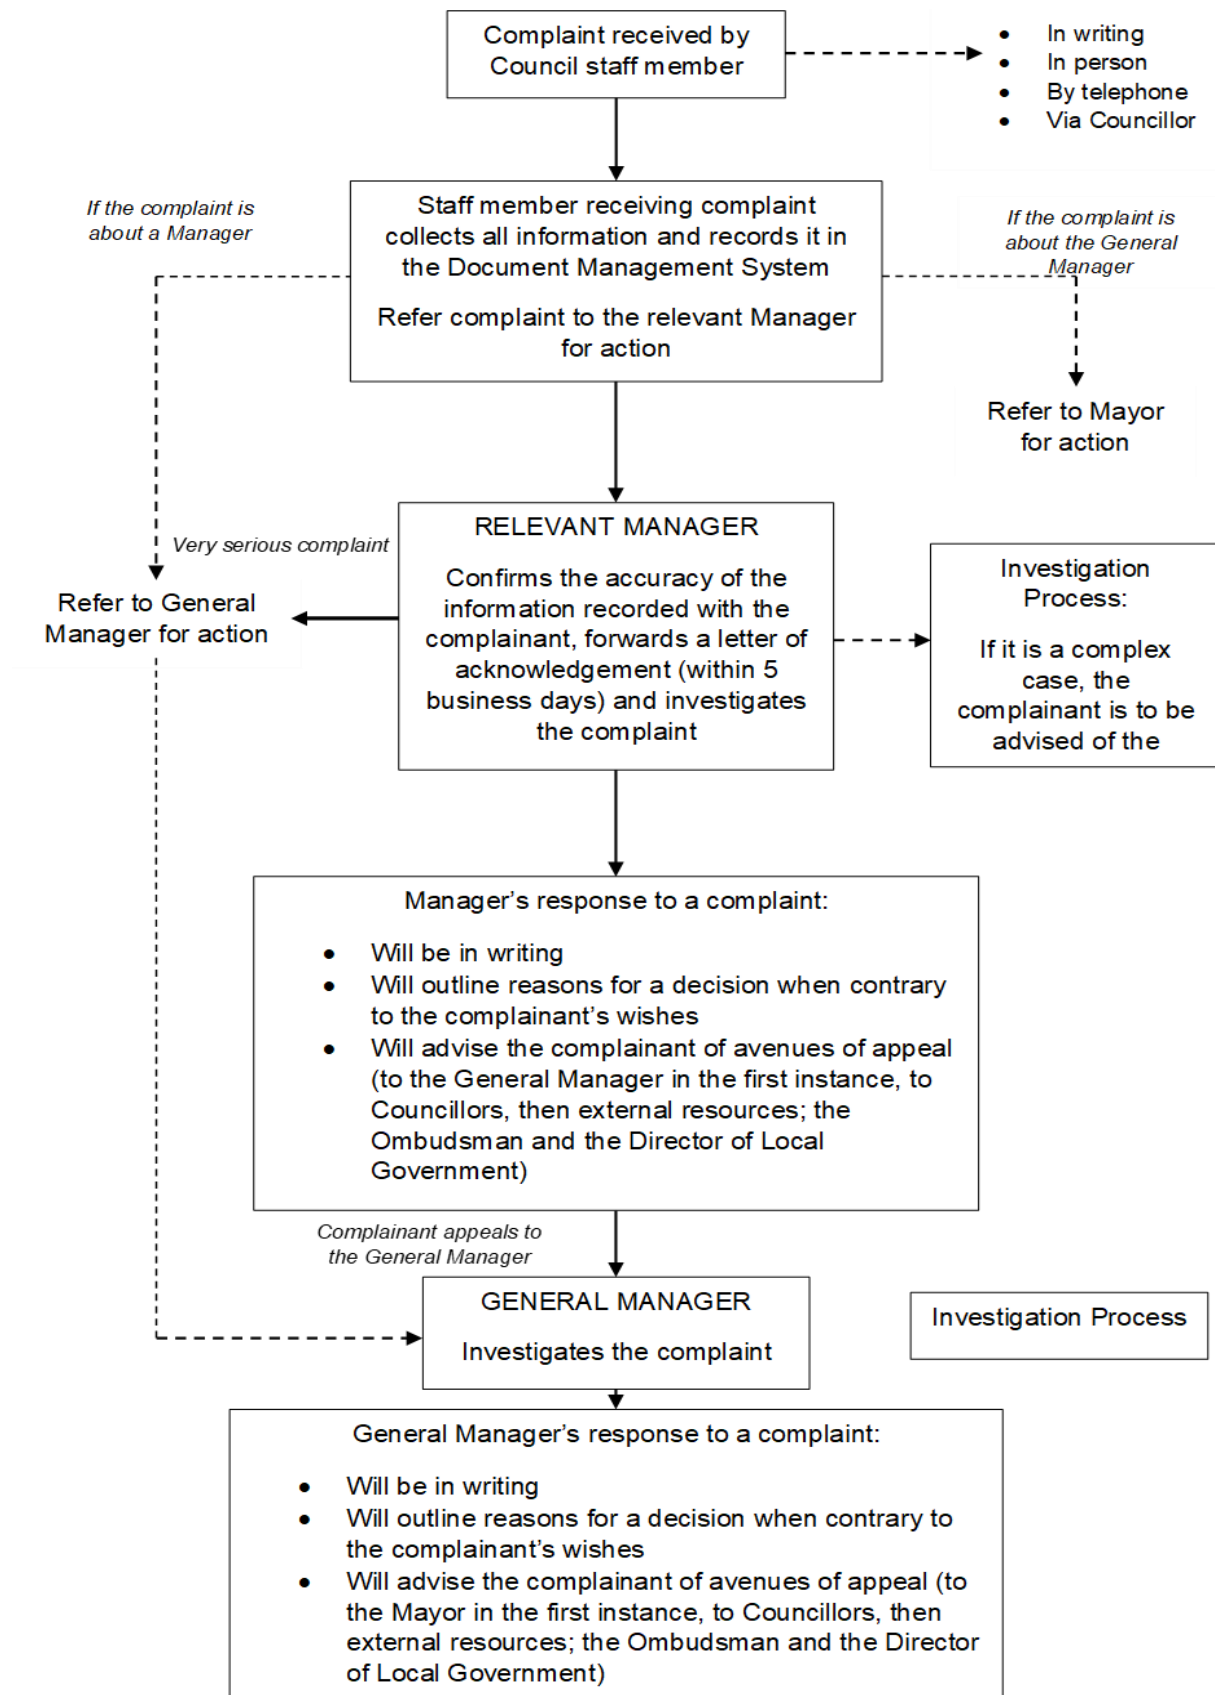 Complaint received by
Council staff member
• In writing
• In person
• By telephone
• Via Councillor
If the complaint is
about a Manager
Staff member receiving complaint
collects all information and records it in
the Document Management System
Refer complaint to the relevant Manager
for action
If the complaint is
about the General
Manager
Refer to Mayor
for action
Very serious complaint
Refer to General
Manager for action
RELEVANT MANAGER
Confirms the accuracy of the
information recorded with the
complainant, forwards a letter of
acknowledgement (within 5
business days) and investigates
the complaint
Investigation
Process:
If it is a complex
case, the
complainant is to be
advised of the
Manager’s response to a complaint:
• Will be in writing
• Will outline reasons for a decision when contrary
to the complainant’s wishes
• Will advise the complainant of avenues of appeal
(to the General Manager in the first instance, to
Councillors, then external resources; the
Ombudsman and the Director of Local
Government)
Complainant appeals to
the General Manager
GENERAL MANAGER
Investigates the complaint
Investigation Process
General Manager’s response to a complaint:
• Will be in writing
• Will outline reasons for a decision when contrary to
the complainant’s wishes
• Will advise the complainant of avenues of appeal (to
the Mayor in the first instance, to Councillors, then
external resources; the Ombudsman and the Director
of Local Government)